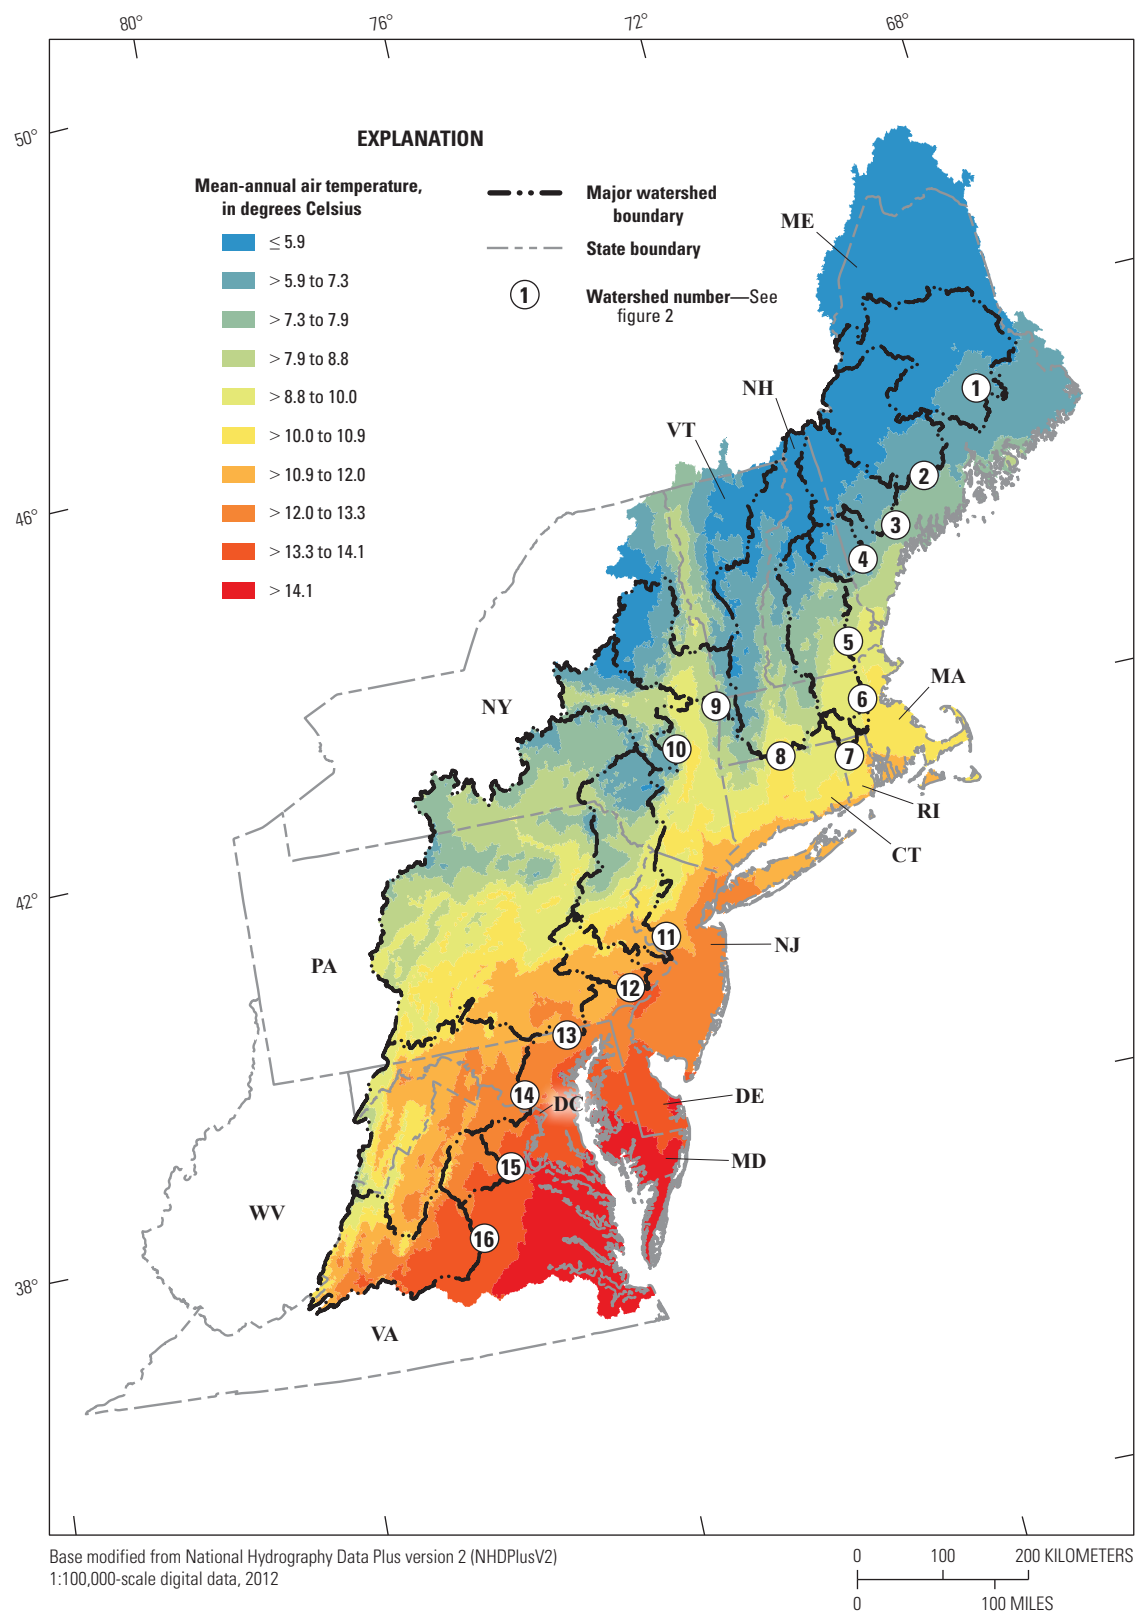 80°
76°
72°
68°
50°
46°
42°
38°
EXPLANATION
Mean-annual air temperature,
in degrees Celsius
≤ 5.9
> 5.9 to 7.3
> 7.3 to 7.9
> 7.9 to 8.8
> 8.8 to 10.0
> 10.0 to 10.9
> 10.9 to 12.0
> 12.0 to 13.3
> 13.3 to 14.1
> 14.1
Major watershed
boundary
State boundary
1
Watershed number—See
figure 2
ME
NH
VT
1
2
3
4
5
6
MA
NY
9
10
8
7
RI
CT
11
NJ
PA
12
13
14
DC
DE
15
MD
WV
16
VA
Base modified from National Hydrography Data Plus version 2 (NHDPlusV2)
1:100,000-scale digital data, 2012
0 100 200 KILOMETERS
0 100 MILES